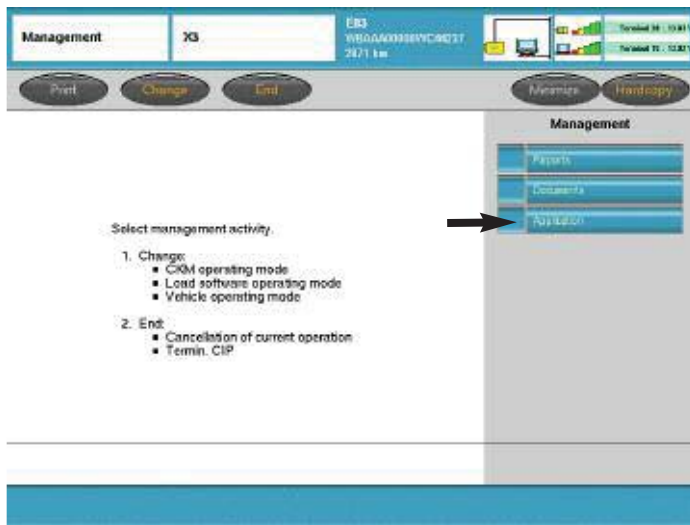 Management
X3
E83
2871 km
Print
Change
End
Minimize
Hardcopy
Management
Reports
Documents
Application
Select management activity.
1. Change:
■ CKM operating mode
■ Load software operating mode
■ Vehicle operating mode
2. End:
■ Cancellation of current operation
■ Termin. CIP